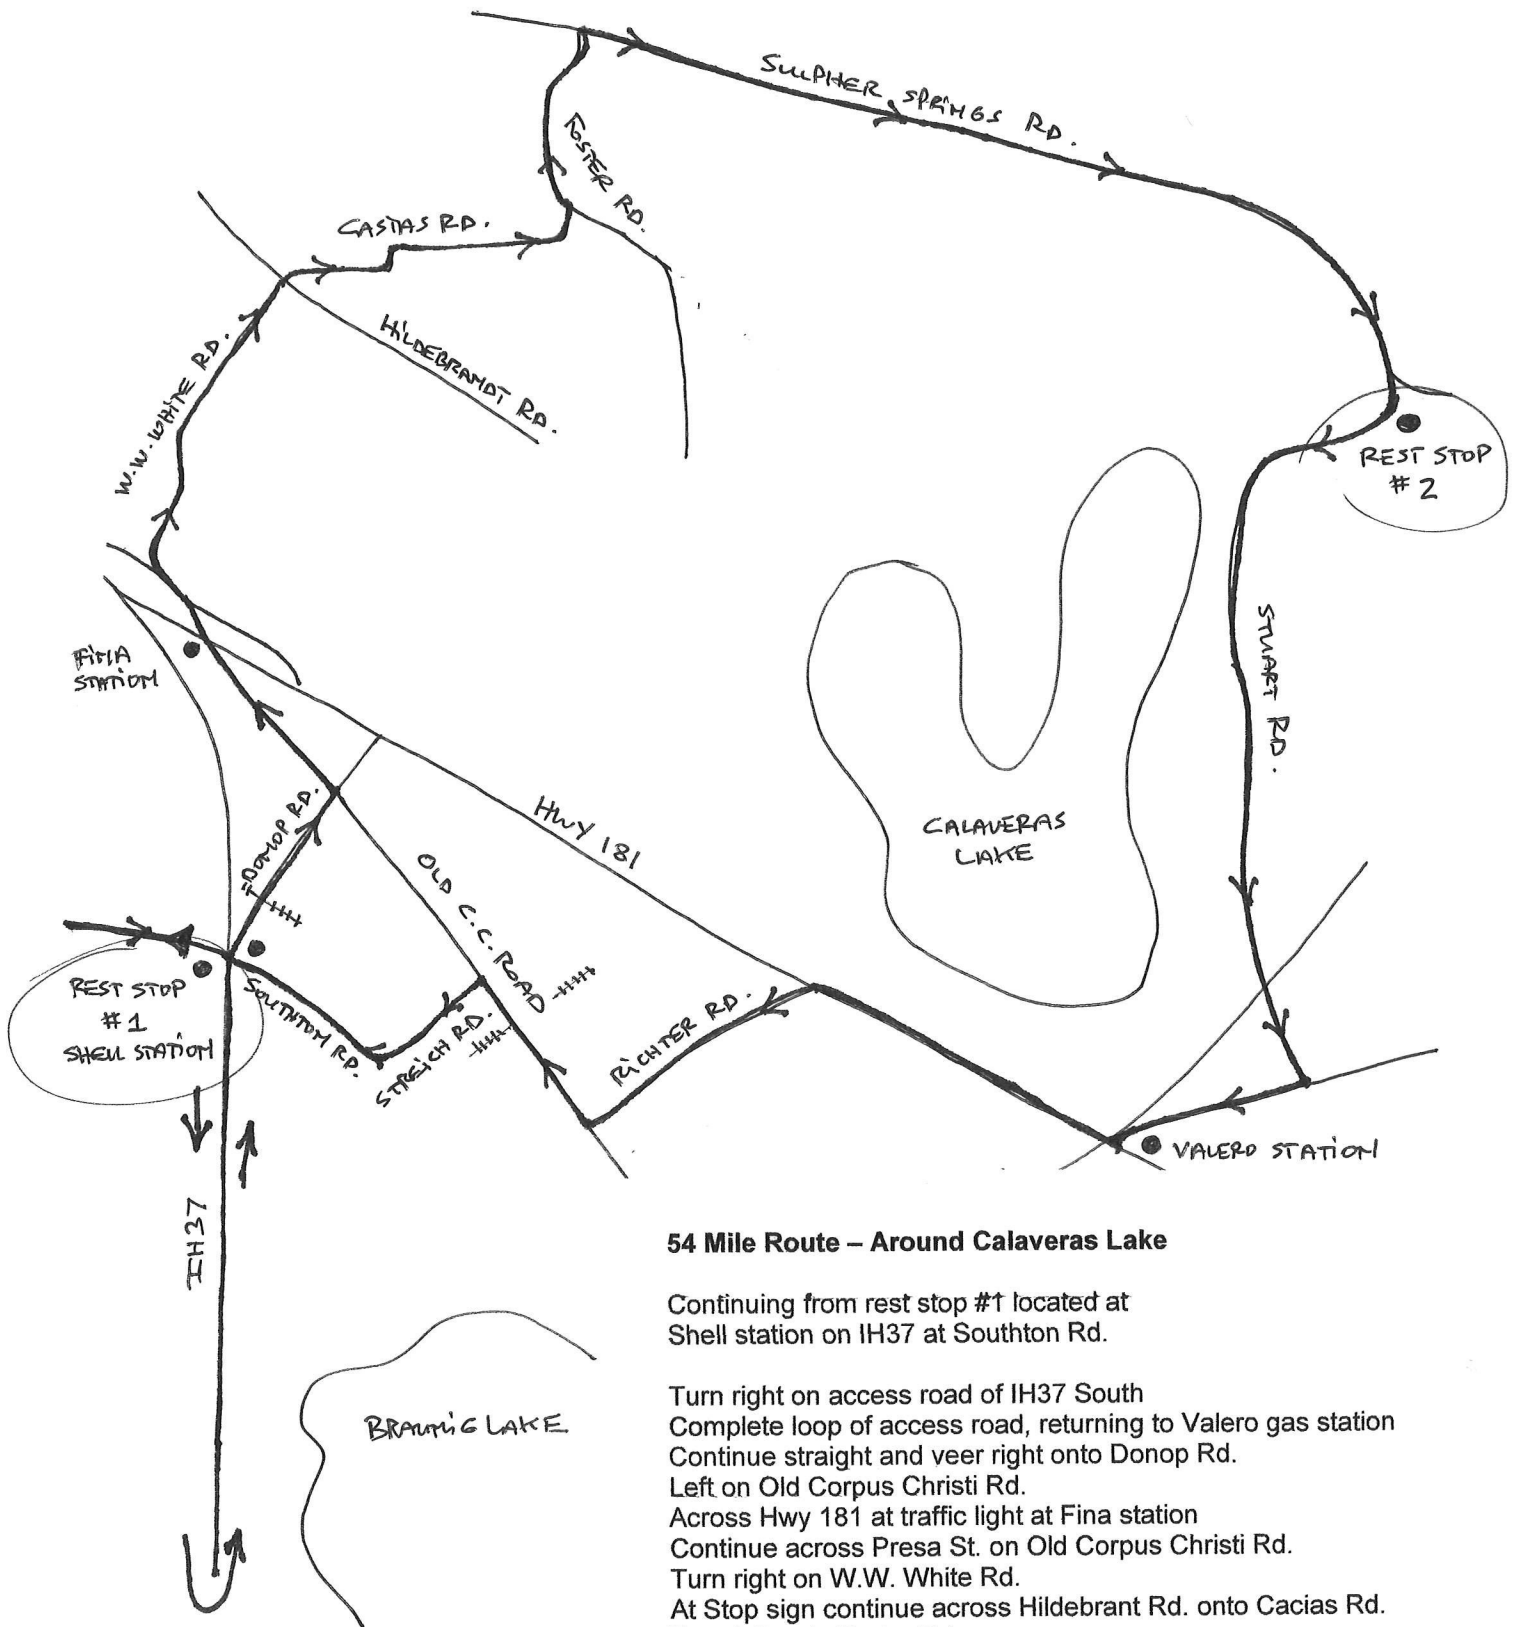 SULPHER SPRINGS RD.
FOSTER RD.
CASIAS RD.
HILDEBRANDT RD.
W.W. WHITE RD.
REST STOP
#2
FINA
STATION
STUART RD.
DONOP RD.
HWY 181
OLD C.C. ROAD
CALAVERAS
LAKE
REST STOP
#1
SHELL STATION
SOUTHTON RD.
STREICH RD.
RICHTER RD.
VALERO STATION
IH37
BRAUNIG LAKE
54 Mile Route – Around Calaveras Lake
Continuing from rest stop #1 located at
Shell station on IH37 at Southton Rd.
Turn right on access road of IH37 South
Complete loop of access road, returning to Valero gas station
Continue straight and veer right onto Donop Rd.
Left on Old Corpus Christi Rd.
Across Hwy 181 at traffic light at Fina station
Continue across Presa St. on Old Corpus Christi Rd.
Turn right on W.W. White Rd.
At Stop sign continue across Hildebrant Rd. onto Cacias Rd.